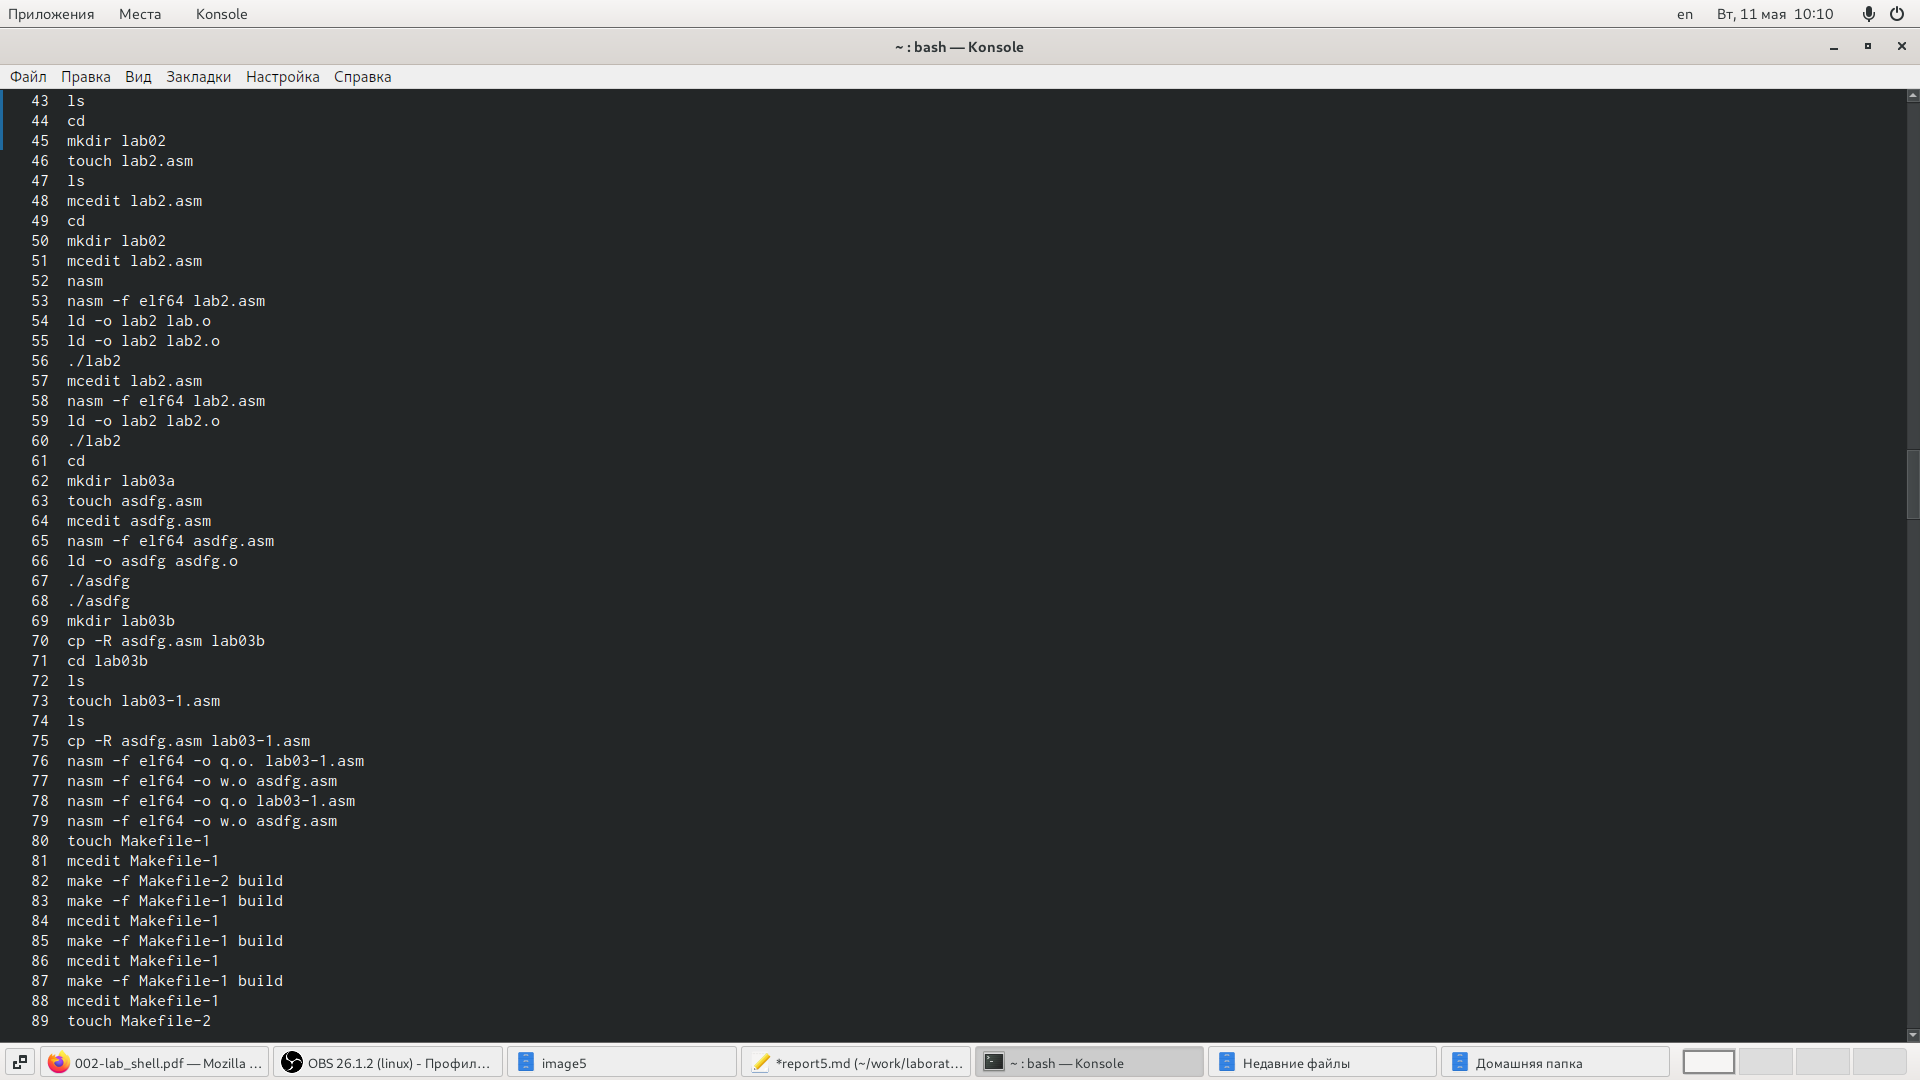 Приложения Места Konsole en Вт, 11 мая 10:10
~ : bash — Konsole
Файл Правка Вид Закладки Настройка Справка
43 ls
44 cd
45 mkdir lab02
46 touch lab2.asm
47 ls
48 mcedit lab2.asm
49 cd
50 mkdir lab02
51 mcedit lab2.asm
52 nasm
53 nasm -f elf64 lab2.asm
54 ld -o lab2 lab.o
55 ld -o lab2 lab2.o
56 ./lab2
57 mcedit lab2.asm
58 nasm -f elf64 lab2.asm
59 ld -o lab2 lab2.o
60 ./lab2
61 cd
62 mkdir lab03a
63 touch asdfg.asm
64 mcedit asdfg.asm
65 nasm -f elf64 asdfg.asm
66 ld -o asdfg asdfg.o
67 ./asdfg
68 ./asdfg
69 mkdir lab03b
70 cp -R asdfg.asm lab03b
71 cd lab03b
72 ls
73 touch lab03-1.asm
74 ls
75 cp -R asdfg.asm lab03-1.asm
76 nasm -f elf64 -o q.o. lab03-1.asm
77 nasm -f elf64 -o w.o asdfg.asm
78 nasm -f elf64 -o q.o lab03-1.asm
79 nasm -f elf64 -o w.o asdfg.asm
80 touch Makefile-1
81 mcedit Makefile-1
82 make -f Makefile-2 build
83 make -f Makefile-1 build
84 mcedit Makefile-1
85 make -f Makefile-1 build
86 mcedit Makefile-1
87 make -f Makefile-1 build
88 mcedit Makefile-1
89 touch Makefile-2
002-lab_shell.pdf — Mozilla ... OBS 26.1.2 (linux) - Профил... image5 *report5.md (~/work/laborat... ~ : bash — Konsole Недавние файлы Домашняя папка